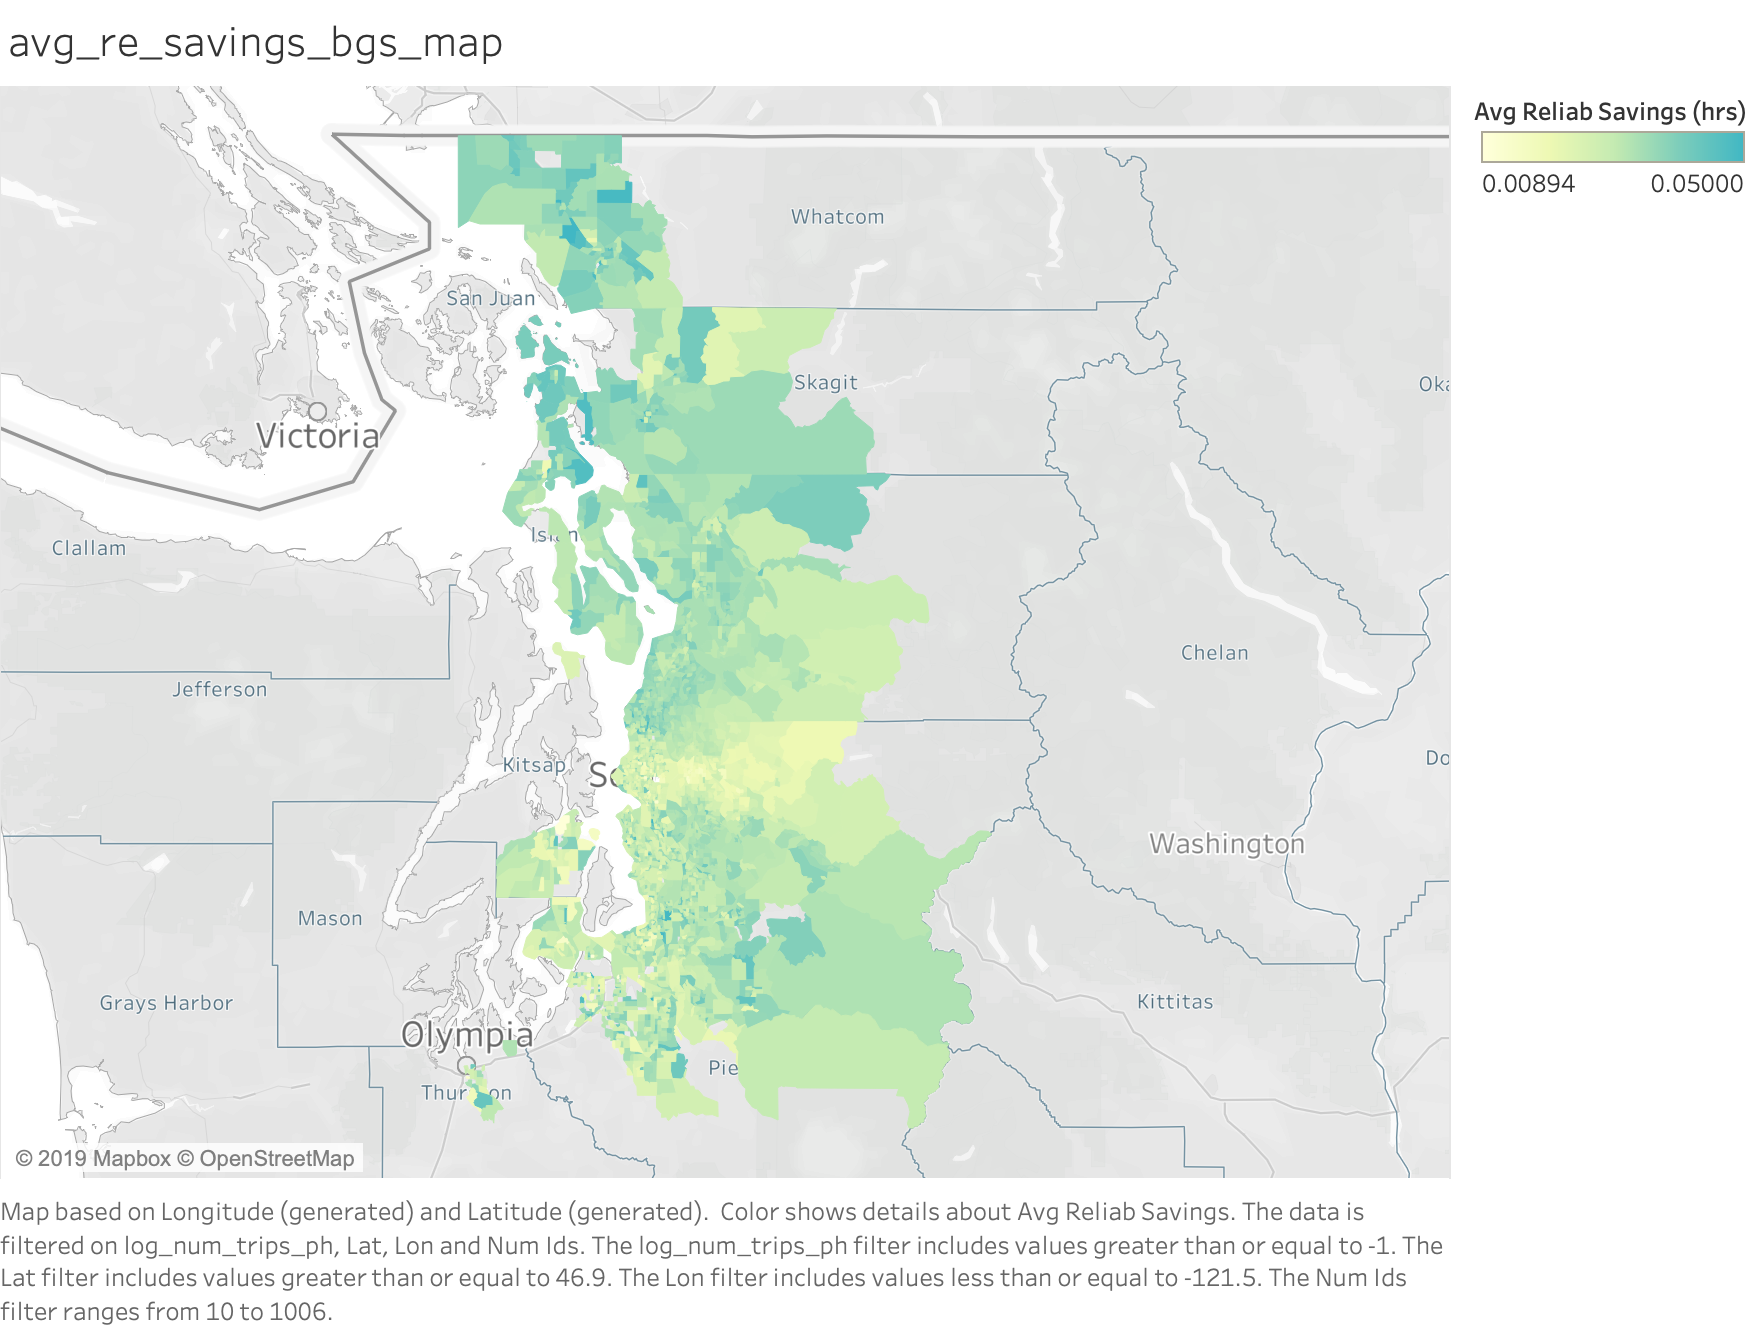 avg_re_savings_bgs_map
Avg Reliab Savings (hrs)
0.00894 0.05000
Whatcom
San Juan
Skagit
Victoria
Clallam
Chelan
Jefferson
Kitsap
Washington
Mason
Grays Harbor
Kittitas
Olympia
© 2019 Mapbox © OpenStreetMap
Map based on Longitude (generated) and Latitude (generated).  Color shows details about Avg Reliab Savings. The data is
filtered on log_num_trips_ph, Lat, Lon and Num Ids. The log_num_trips_ph filter includes values greater than or equal to -1. The
Lat filter includes values greater than or equal to 46.9. The Lon filter includes values less than or equal to -121.5. The Num Ids
filter ranges from 10 to 1006.